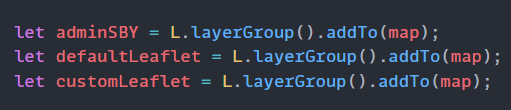 let adminSBY = L.layerGroup().addTo(map);
let defaultLeaflet = L.layerGroup().addTo(map);
let customLeaflet = L.layerGroup().addTo(map);